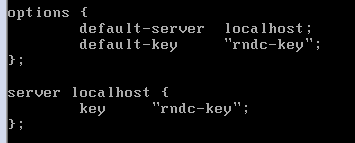 options {
default-server localhost;
default-key "rndc-key";
};
server localhost {
key "rndc-key";
};